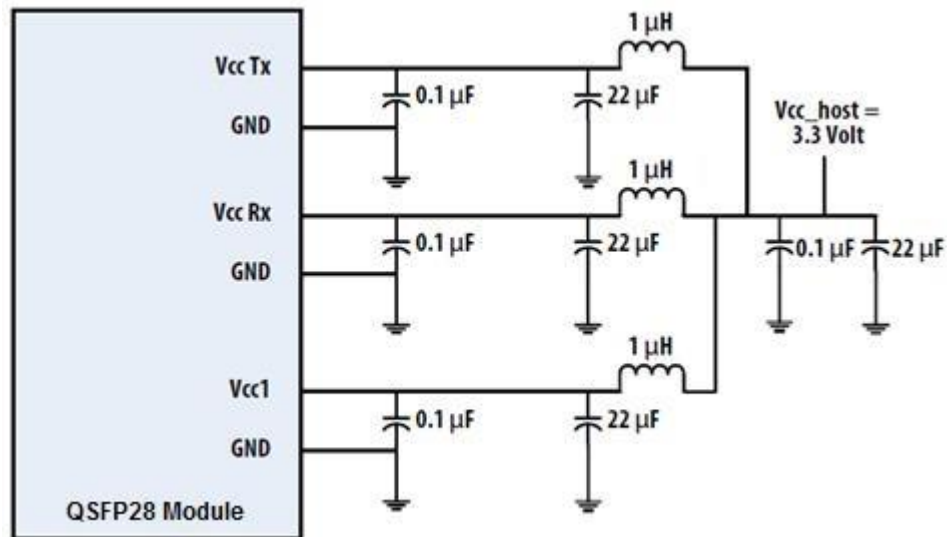 1 μH
Vcc Tx
0.1 μF
22 μF
Vcc_host =
3.3 Volt
GND
1 μH
Vcc Rx
0.1 μF
22 μF
0.1 μF
22 μF
GND
1 μH
Vcc1
0.1 μF
22 μF
GND
QSFP28 Module